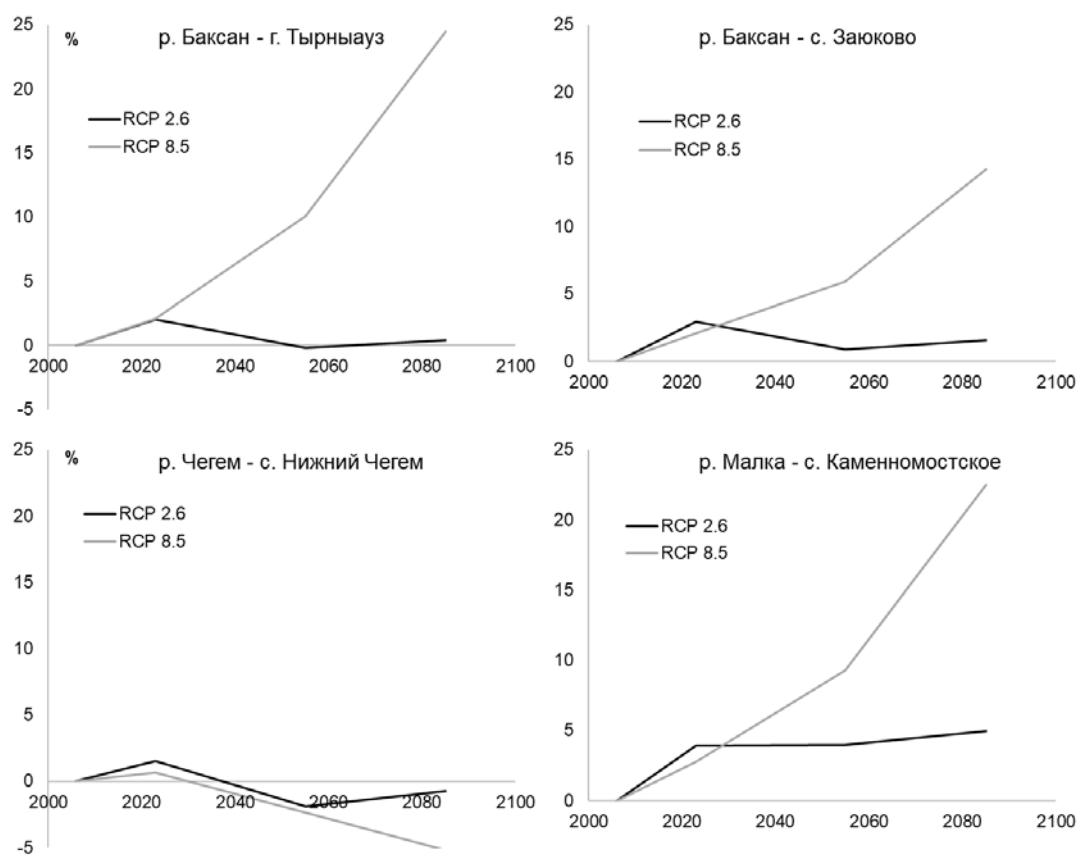 25
%
р. Баксан - г. Тырныауз
20
RCP 2.6
RCP 8.5
15
10
5
0
2000 2020 2040 2060 2080 2100
-5
25
р. Баксан - с. Заюково
20
RCP 2.6
RCP 8.5
15
10
5
0
2000 2020 2040 2060 2080 2100
25
%
р. Чегем - с. Нижний Чегем
20
RCP 2.6
RCP 8.5
15
10
5
0
2000 2020 2040 2060 2080 2100
-5
25
р. Малка - с. Каменномостское
20
RCP 2.6
RCP 8.5
15
10
5
0
2000 2020 2040 2060 2080 2100